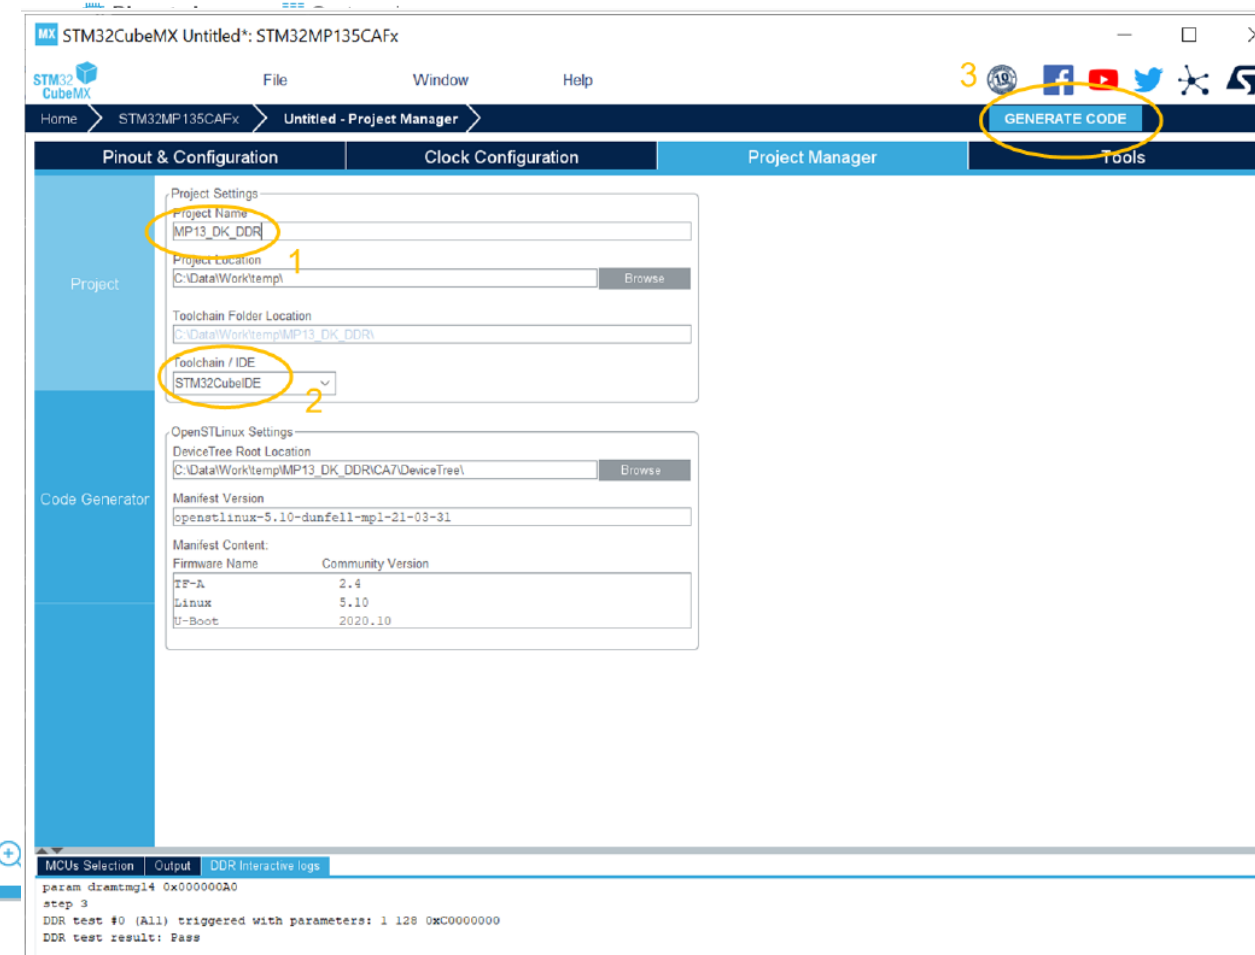 MX STM32CubeMX Untitled*: STM32MP135CAFx
STM32 CubeMX
File Window Help
3
10
Home STM32MP135CAFx Untitled - Project Manager GENERATE CODE
Pinout & Configuration Clock Configuration Project Manager Tools
Project Settings
Project Name
MP13_DK_DDR
1
Project Location
C:\Data\Work\temp\ Browse
Project
Toolchain Folder Location
C:\Data\Work\temp\MP13_DK_DDR\
Toolchain / IDE
STM32CubeIDE
2
OpenSTLinux Settings
DeviceTree Root Location
C:\Data\Work\temp\MP13_DK_DDR\CA7\DeviceTree\ Browse
Code Generator
Manifest Version
openstlinux-5.10-dunfell-mp1-21-03-31
Manifest Content:
Firmware Name Community Version
TF-A 2.4
Linux 5.10
U-Boot 2020.10
MCUs Selection Output DDR Interactive logs
param dramtmg14 0x000000A0
step 3
DDR test #0 (All) triggered with parameters: 1 128 0xC0000000
DDR test result: Pass